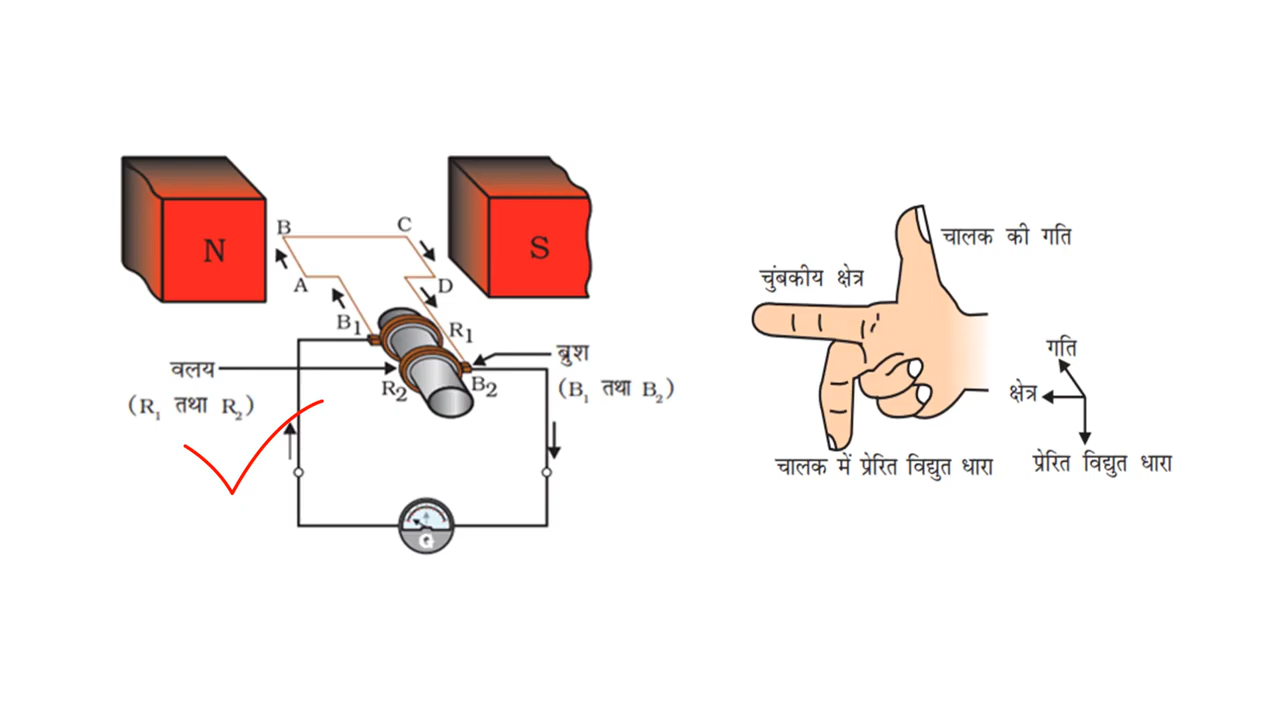 N
S
B
C
A
D
B₁
R₁
वलय
(R₁ तथा R₂)
R₂
B₂
ब्रुश
(B₁ तथा B₂)
G
चालक की गति
चुंबकीय क्षेत्र
चालक में प्रेरित विद्युत धारा
गति
क्षेत्र
प्रेरित विद्युत धारा